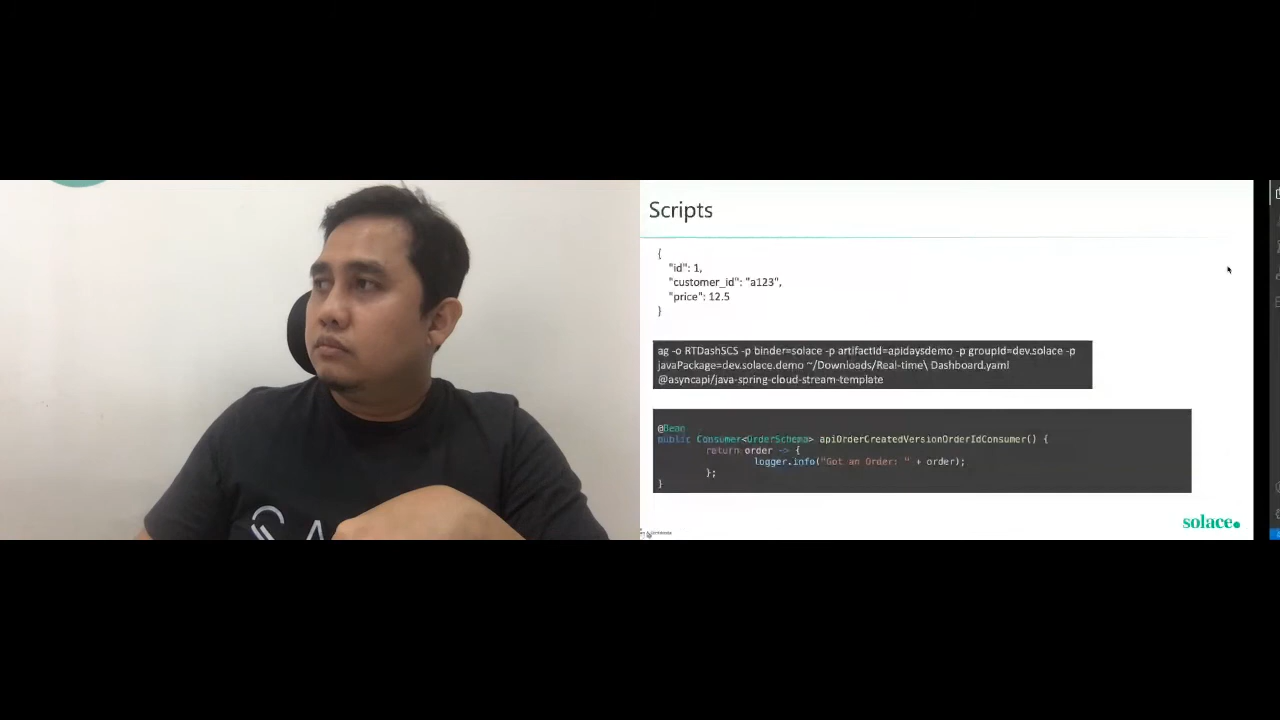 Scripts
{
"id": 1,
"customer_id": "a123",
"price": 12.5
}
ag -o RTDashSCS -p binder=solace -p artifactId=apidaysdemo -p groupId=dev.solace -p
javaPackage=dev.solace.demo ~/Downloads/Real-time\ Dashboard.yaml
@asyncapi/java-spring-cloud-stream-template
@Bean
public Consumer<OrderSchema> apiOrderCreatedVersionOrderIdConsumer() {
return order -> {
logger.info("Got an Order: " + order);
};
}
solace.